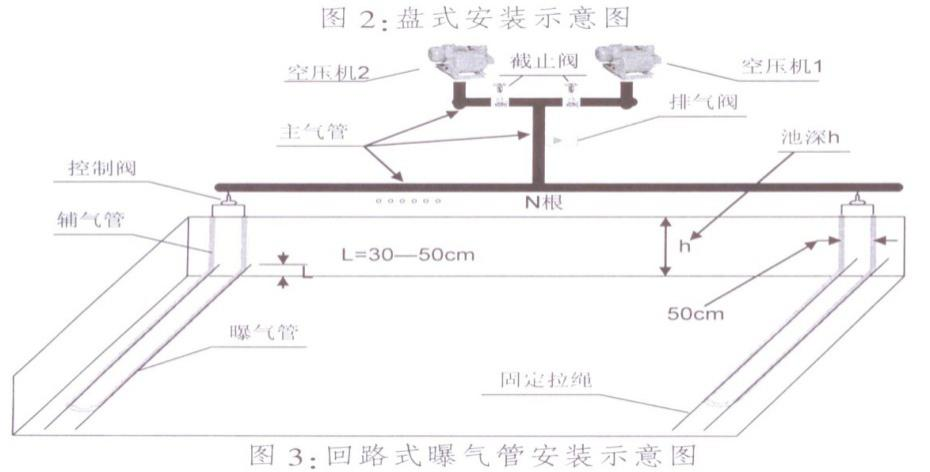 图 2:盘式安装示意图
空压机2
截止阀
空压机1
排气阀
主气管
池深h
控制阀
N根
辅气管
L=30—50cm
h
L
50cm
曝气管
固定拉绳
图 3:回路式曝气管安装示意图